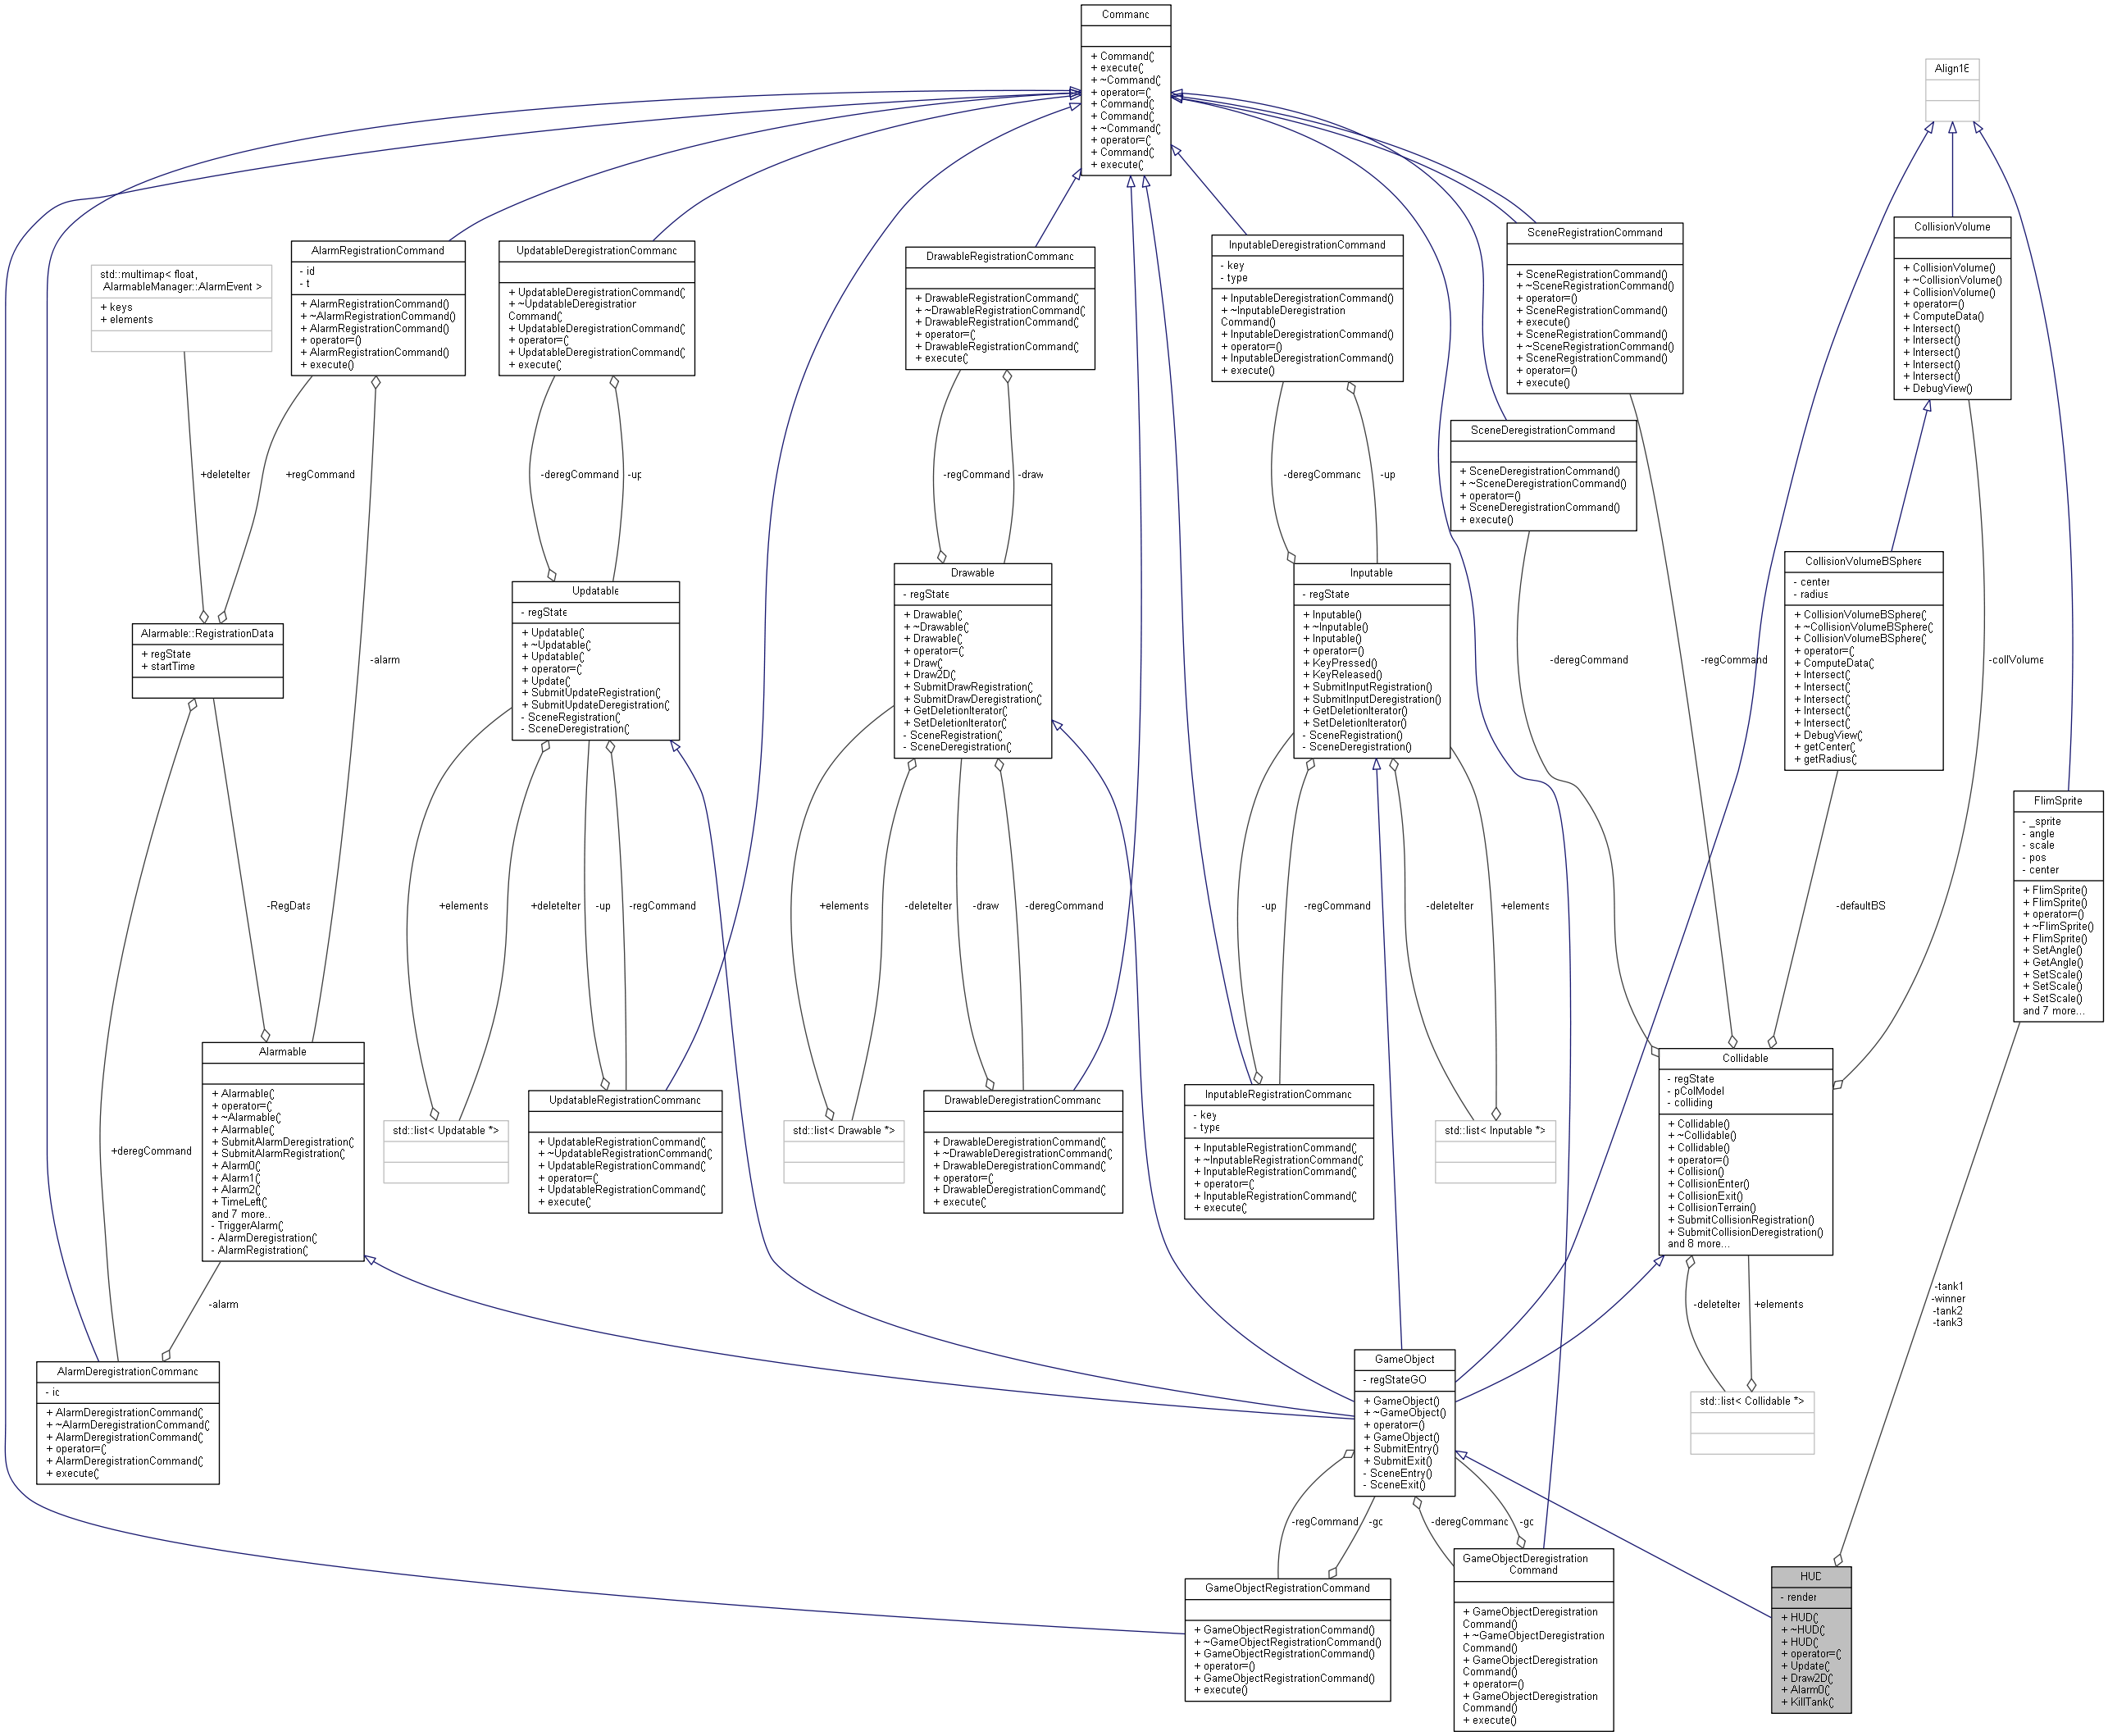 Commanc
+ Command()
+ execute()
+ ~Command()
+ operator=()
+ Command()
+ Command()
+ ~Command()
+ operator=()
+ Command()
+ execute()
Align16
AlarmRegistrationCommand
- id
- t
+ AlarmRegistrationCommand()
+ ~AlarmRegistrationCommand()
+ AlarmRegistrationCommand()
+ operator=()
+ AlarmRegistrationCommand()
+ execute()
std::multimap< float,
AlarmableManager::AlarmEvent >
+ keys
+ elements
UpdatableDeregistrationCommanc
+ UpdatableDeregistrationCommand()
+ ~UpdatableDeregistration
Command()
+ UpdatableDeregistrationCommand()
+ operator=()
+ UpdatableDeregistrationCommand()
+ execute()
DrawableRegistrationCommanc
+ DrawableRegistrationCommand()
+ ~DrawableRegistrationCommand()
+ DrawableRegistrationCommand()
+ operator=()
+ DrawableRegistrationCommand()
+ execute()
InputableDeregistrationCommand
- key
- type
+ InputableDeregistrationCommand()
+ ~InputableDeregistration
Command()
+ InputableDeregistrationCommand()
+ operator=()
+ InputableDeregistrationCommand()
+ execute()
SceneRegistrationCommand
+ SceneRegistrationCommand()
+ ~SceneRegistrationCommand()
+ operator=()
+ SceneRegistrationCommand()
+ execute()
+ SceneRegistrationCommand()
+ ~SceneRegistrationCommand()
+ SceneRegistrationCommand()
+ operator=()
+ execute()
CollisionVolume
+ CollisionVolume()
+ ~CollisionVolume()
+ CollisionVolume()
+ operator=()
+ ComputeData()
+ Intersect()
+ Intersect()
+ Intersect()
+ Intersect()
+ Intersect()
+ DebugView()
SceneDeregistrationCommand
+ SceneDeregistrationCommand()
+ ~SceneDeregistrationCommand()
+ operator=()
+ SceneDeregistrationCommand()
+ execute()
+deleteIter
+regCommand
-deregCommand
-up
-regCommand
-draw
-deregCommanc
-up
CollisionVolumeBSphere
- center
- radius
+ CollisionVolumeBSphere()
+ ~CollisionVolumeBSphere()
+ CollisionVolumeBSphere()
+ operator=()
+ ComputeData()
+ Intersect()
+ Intersect()
+ Intersect()
+ Intersect()
+ Intersect()
+ DebugView()
+ getCenter()
+ getRadius()
Alarmable::RegistrationData
+ regState
+ startTime
-alarm
Updatable
- regState
+ Updatable()
+ ~Updatable()
+ Updatable()
+ operator=()
+ Update()
+ SubmitUpdateRegistration()
+ SubmitUpdateDeregistration()
- SceneRegistration()
- SceneDeregistration()
Drawable
- regState
+ Drawable()
+ ~Drawable()
+ Drawable()
+ operator=()
+ Draw()
+ Draw2D()
+ SubmitDrawRegistration()
+ SubmitDrawDeregistration()
+ GetDeletionIterator()
+ SetDeletionIterator()
- SceneRegistration()
- SceneDeregistration()
Inputable
- regState
+ Inputable()
+ ~Inputable()
+ Inputable()
+ operator=()
+ KeyPressed()
+ KeyReleased()
+ SubmitInputRegistration()
+ SubmitInputDeregistration()
+ GetDeletionIterator()
+ SetDeletionIterator()
- SceneRegistration()
- SceneDeregistration()
-deregCommand
-regCommand
-collVolume
FlimSprite
- _sprite
- angle
- scale
- pos
- center
+ FlimSprite()
+ FlimSprite()
+ operator=()
+ ~FlimSprite()
+ FlimSprite()
+ SetAngle()
+ GetAngle()
+ SetScale()
+ SetScale()
+ SetScale()
and 7 more...
-RegData
+elements
+deleteIter
-up
-regCommand
+elements
-deleteIter
-draw
-deregCommand
-up
-regCommand
-deleteIter
+elements
-defaultBS
Alarmable
+ Alarmable()
+ operator=()
+ ~Alarmable()
+ Alarmable()
+ SubmitAlarmDeregistration()
+ SubmitAlarmRegistration()
+ Alarm0()
+ Alarm1()
+ Alarm2()
+ TimeLeft()
and 7 more..
- TriggerAlarm()
- AlarmDeregistration()
- AlarmRegistration()
+deregCommand
std::list< Updatable *>
UpdatableRegistrationCommanc
+ UpdatableRegistrationCommand()
+ ~UpdatableRegistrationCommand()
+ UpdatableRegistrationCommand()
+ operator=()
+ UpdatableRegistrationCommand()
+ execute()
std::list< Drawable *>
DrawableDeregistrationCommanc
+ DrawableDeregistrationCommand()
+ ~DrawableDeregistrationCommand()
+ DrawableDeregistrationCommand()
+ operator=()
+ DrawableDeregistrationCommand()
+ execute()
InputableRegistrationCommanc
- key
- type
+ InputableRegistrationCommand()
+ ~InputableRegistrationCommand()
+ InputableRegistrationCommand()
+ operator=()
+ InputableRegistrationCommand()
+ execute()
std::list< Inputable *>
Collidable
- regState
- pColModel
- colliding
+ Collidable()
+ ~Collidable()
+ Collidable()
+ operator=()
+ Collision()
+ CollisionEnter()
+ CollisionExit()
+ CollisionTerrain()
+ SubmitCollisionRegistration()
+ SubmitCollisionDeregistration()
and 8 more...
-alarm
-deleteIter
+elements
-tank1
-winner
-tank2
-tank3
AlarmDeregistrationCommanc
- id
+ AlarmDeregistrationCommand()
+ ~AlarmDeregistrationCommand()
+ AlarmDeregistrationCommand()
+ operator=()
+ AlarmDeregistrationCommand()
+ execute()
GameObject
- regStateGO
+ GameObject()
+ ~GameObject()
+ operator=()
+ GameObject()
+ SubmitEntry()
+ SubmitExit()
- SceneEntry()
- SceneExit()
std::list< Collidable *>
-regCommand
-go
-deregCommanc
-go
GameObjectRegistrationCommand
+ GameObjectRegistrationCommand()
+ ~GameObjectRegistrationCommand()
+ GameObjectRegistrationCommand()
+ operator=()
+ GameObjectRegistrationCommand()
+ execute()
GameObjectDeregistration
Command
+ GameObjectDeregistration
Command()
+ ~GameObjectDeregistration
Command()
+ GameObjectDeregistration
Command()
+ operator=()
+ GameObjectDeregistration
Command()
+ execute()
HUD
- render
+ HUD()
+ ~HUD()
+ HUD()
+ operator=()
+ Update()
+ Draw2D()
+ Alarm0()
+ KillTank()